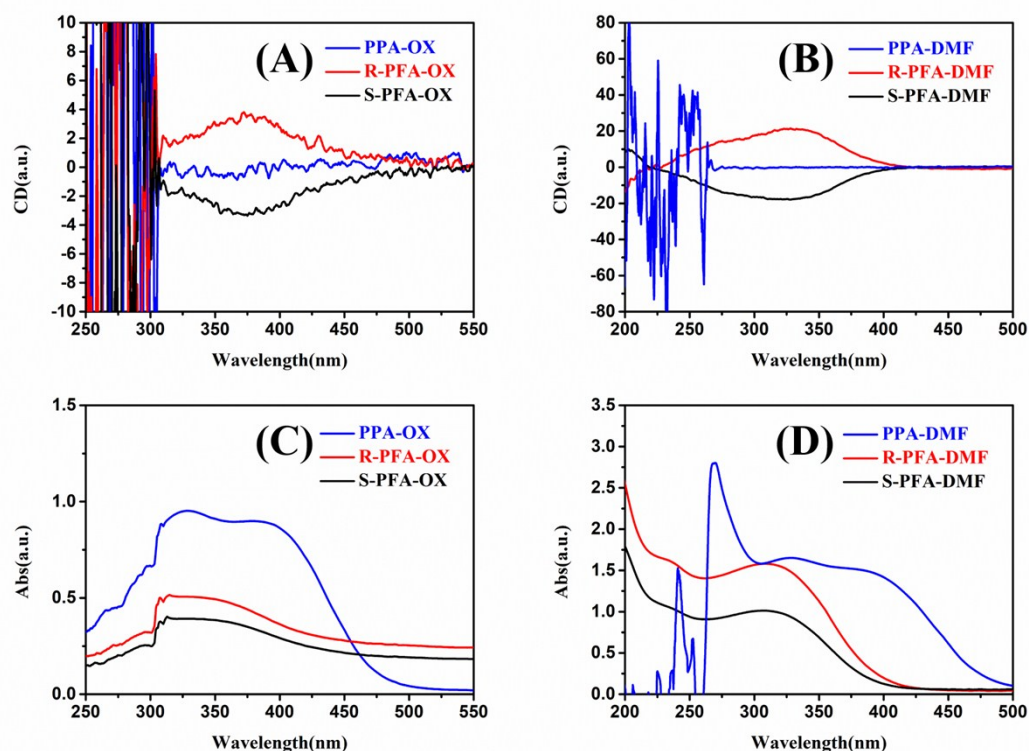 (A)
PPA-OX
R-PFA-OX
S-PFA-OX
CD(a.u.)
10
8
6
4
2
0
-2
-4
-6
-8
-10
250 300 350 400 450 500 550
Wavelength(nm)
(B)
PPA-DMF
R-PFA-DMF
S-PFA-DMF
CD(a.u.)
80
60
40
20
0
-20
-40
-60
-80
200 250 300 350 400 450 500
Wavelength(nm)
(C)
PPA-OX
R-PFA-OX
S-PFA-OX
Abs(a.u.)
1.5
1.0
0.5
0.0
250 300 350 400 450 500 550
Wavelength(nm)
(D)
PPA-DMF
R-PFA-DMF
S-PFA-DMF
Abs(a.u.)
3.5
3.0
2.5
2.0
1.5
1.0
0.5
0.0
200 250 300 350 400 450 500
Wavelength(nm)